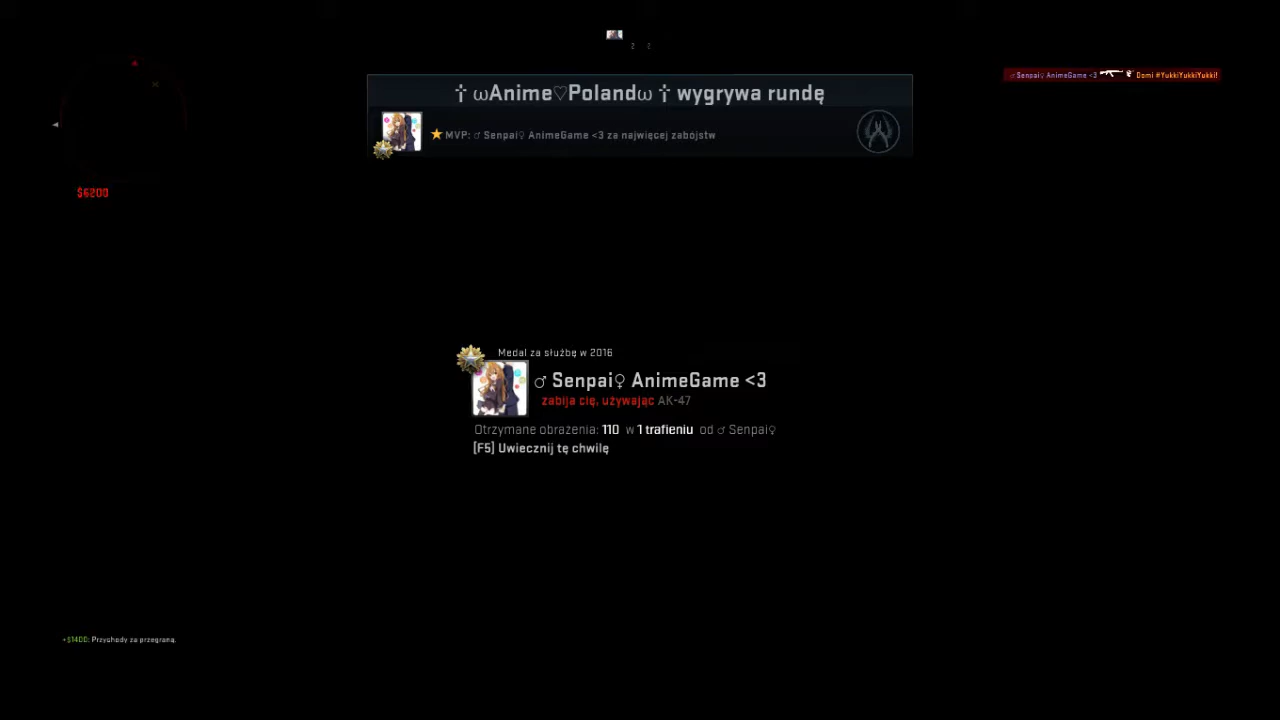 2 2
† ωAnime♡Polandω † wygrywa rundę
★ MVP: ♂ Senpai♀ AnimeGame <3 za najwięcej zabójstw
♂ Senpai♀ AnimeGame <3 Domi #YukkiYukkiYukki!
$6200
Medal za służbę w 2016
♂ Senpai♀ AnimeGame <3
zabija cię, używając AK-47
Otrzymane obrażenia: 110 w 1 trafieniu od ♂ Senpai♀
[F5] Uwiecznij tę chwilę
+$1400: Przychody za przegraną.